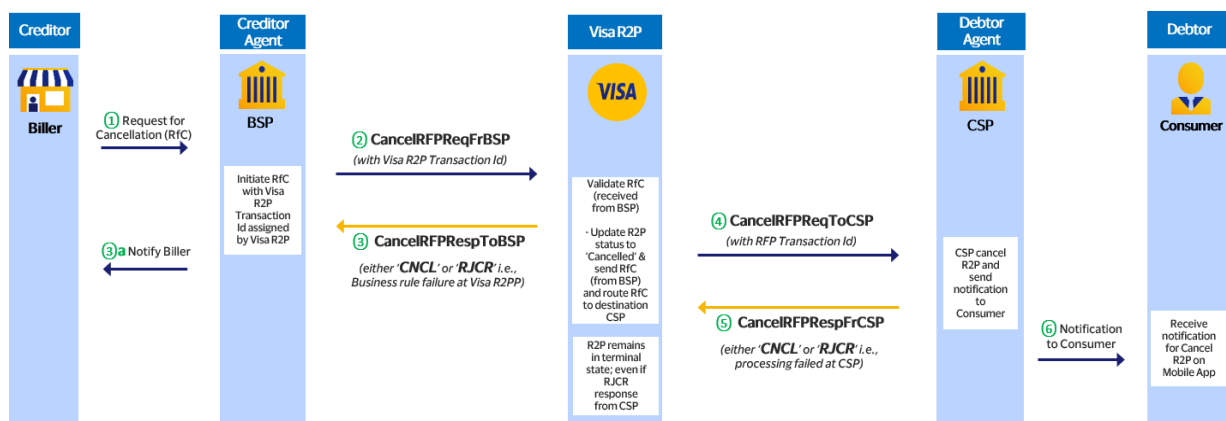 Creditor
Creditor
Agent
Visa R2P
Debtor
Agent
Debtor
Biller
BSP
VISA
CSP
Consumer
① Request for
Cancellation (RfC)
Initiate RfC
with Visa
R2P
Transaction
Id assigned
by Visa R2P
③a Notify Biller
② CancelRFPReqFrBSP
(with Visa R2P Transaction Id)
③ CancelRFPRespToBSP
(either ‘CNCL’ or ‘RJCR’ i.e.,
Business rule failure at Visa R2PP)
Validate RfC
(received
from BSP)
- Update R2P
status to
‘Cancelled’ &
send RfC
(from BSP)
and route RfC
to destination
CSP
R2P remains
in terminal
state; even if
RJCR
response
from CSP
④ CancelRFPReqToCSP
(with RFP Transaction Id)
⑤ CancelRFPRespFrCSP
(either ‘CNCL’ or ‘RJCR’ i.e.,
processing failed at CSP)
CSP cancel
R2P and
send
notification
to
Consumer
⑥ Notification
to Consumer
Receive
notification
for Cancel
R2P on
Mobile App